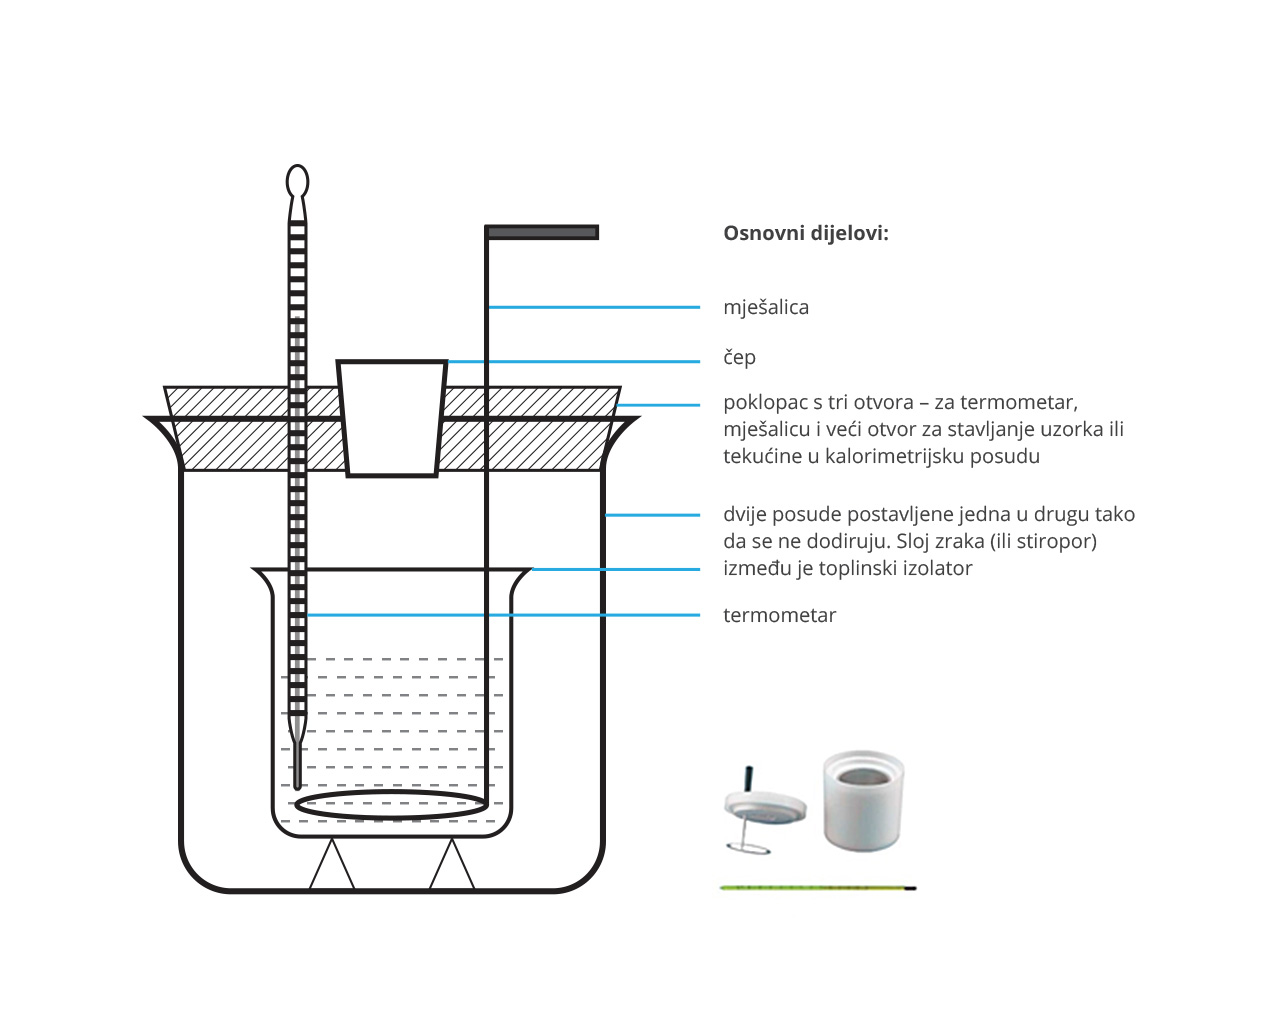 Osnovni dijelovi:
mješalica
čep
poklopac s tri otvora – za termometar,
mješalicu i veći otvor za stavljanje uzorka ili
tekućine u kalorimetrijsku posudu
dvije posude postavljene jedna u drugu tako
da se ne dodiruju. Sloj zraka (ili stiropor)
između je toplinski izolator
termometar